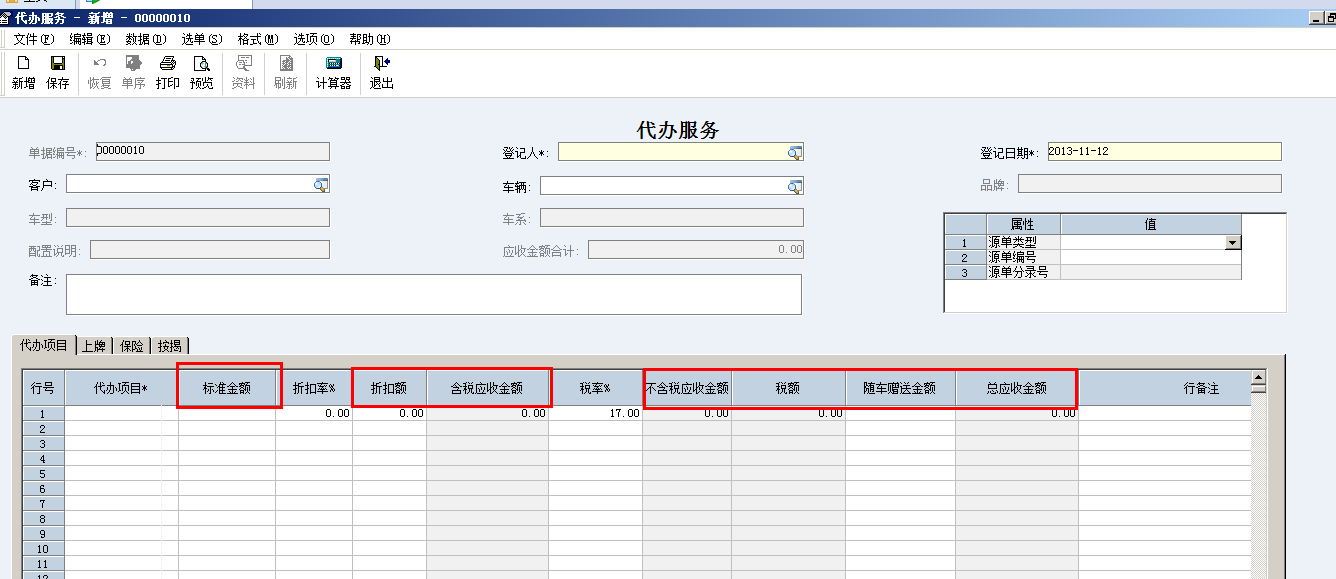 代办服务 - 新增 - 00000010
文件(F) 编辑(E) 数据(D) 选单(S) 格式(M) 选项(O) 帮助(H)
新增 保存 恢复 单序 打印 预览 资料 刷新 计算器 退出
代办服务
单据编号*: 00000010 登记人*: 登记日期*: 2013-11-12
客户: 车辆: 品牌:
车型: 车系:
属性 值
1 源单类型
2 源单编号
3 源单分录号
配置说明: 应收金额合计: 0.00
备注:
代办项目 上牌 保险 按揭
行号 代办项目* 标准金额 折扣率% 折扣额 含税应收金额 税率% 不含税应收金额 税额 随车赠送金额 总应收金额 行备注
1 0.00 0.00 0.00 17.00 0.00 0.00 0.00
2
3
4
5
6
7
8
9
10
11
12